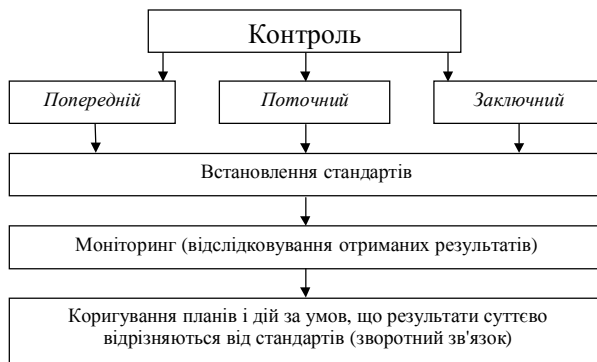 Контроль
Попередній
Поточний
Заключний
Встановлення стандартів
Моніторинг (відслідковування отриманих результатів)
Коригування планів і дій за умов, що результати суттєво
відрізняються від стандартів (зворотний зв'язок)